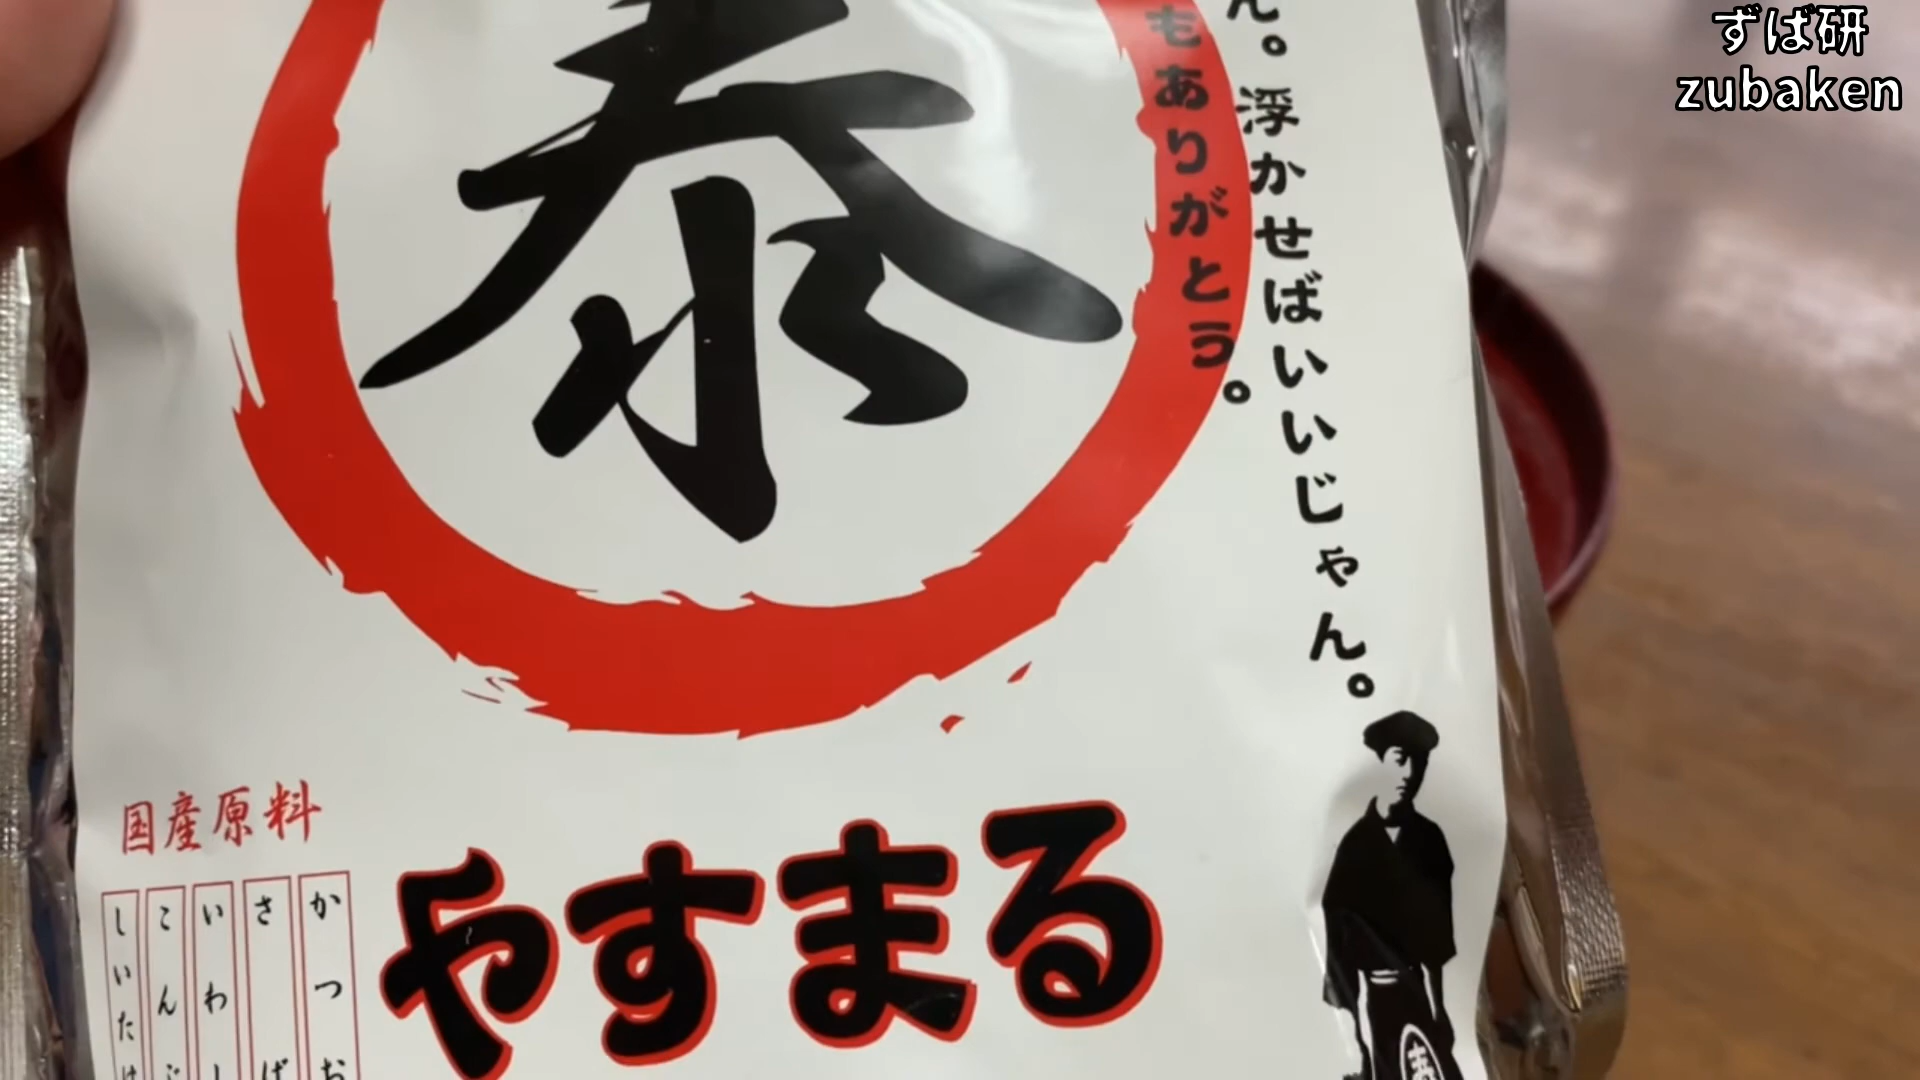 ずば研
zubaken
ん。浮かせばいいじゃん。
もありがとう。
泰
国産原料
かつお
さば
いわし
こんぶ
しいたけ
やすまる